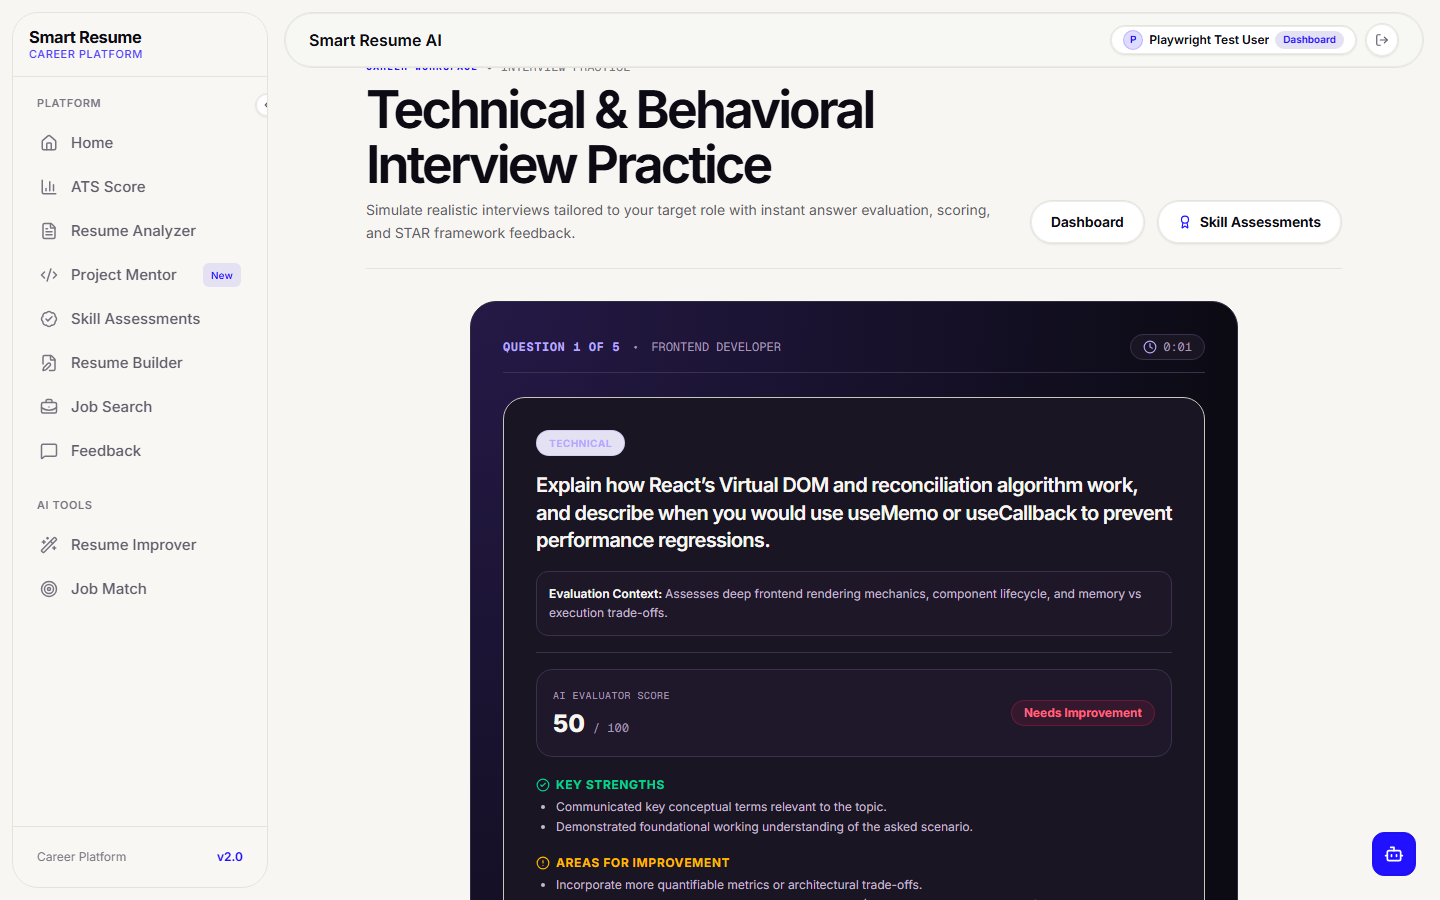 Smart Resume
CAREER PLATFORM
PLATFORM
Home
ATS Score
Resume Analyzer
Project Mentor
New
Skill Assessments
Resume Builder
Job Search
Feedback
AI TOOLS
Resume Improver
Job Match
Career Platform
v2.0
Smart Resume AI
P
Playwright Test User
Dashboard
CAREER WORKSPACE • INTERVIEW PRACTICE
Technical & Behavioral
Interview Practice
Simulate realistic interviews tailored to your target role with instant answer evaluation, scoring,
and STAR framework feedback.
Dashboard
Skill Assessments
QUESTION 1 OF 5 • FRONTEND DEVELOPER
0:01
TECHNICAL
Explain how React’s Virtual DOM and reconciliation algorithm work,
and describe when you would use useMemo or useCallback to prevent
performance regressions.
Evaluation Context: Assesses deep frontend rendering mechanics, component lifecycle, and memory vs
execution trade-offs.
AI EVALUATOR SCORE
50 / 100
Needs Improvement
KEY STRENGTHS
• Communicated key conceptual terms relevant to the topic.
• Demonstrated foundational working understanding of the asked scenario.
AREAS FOR IMPROVEMENT
• Incorporate more quantifiable metrics or architectural trade-offs.